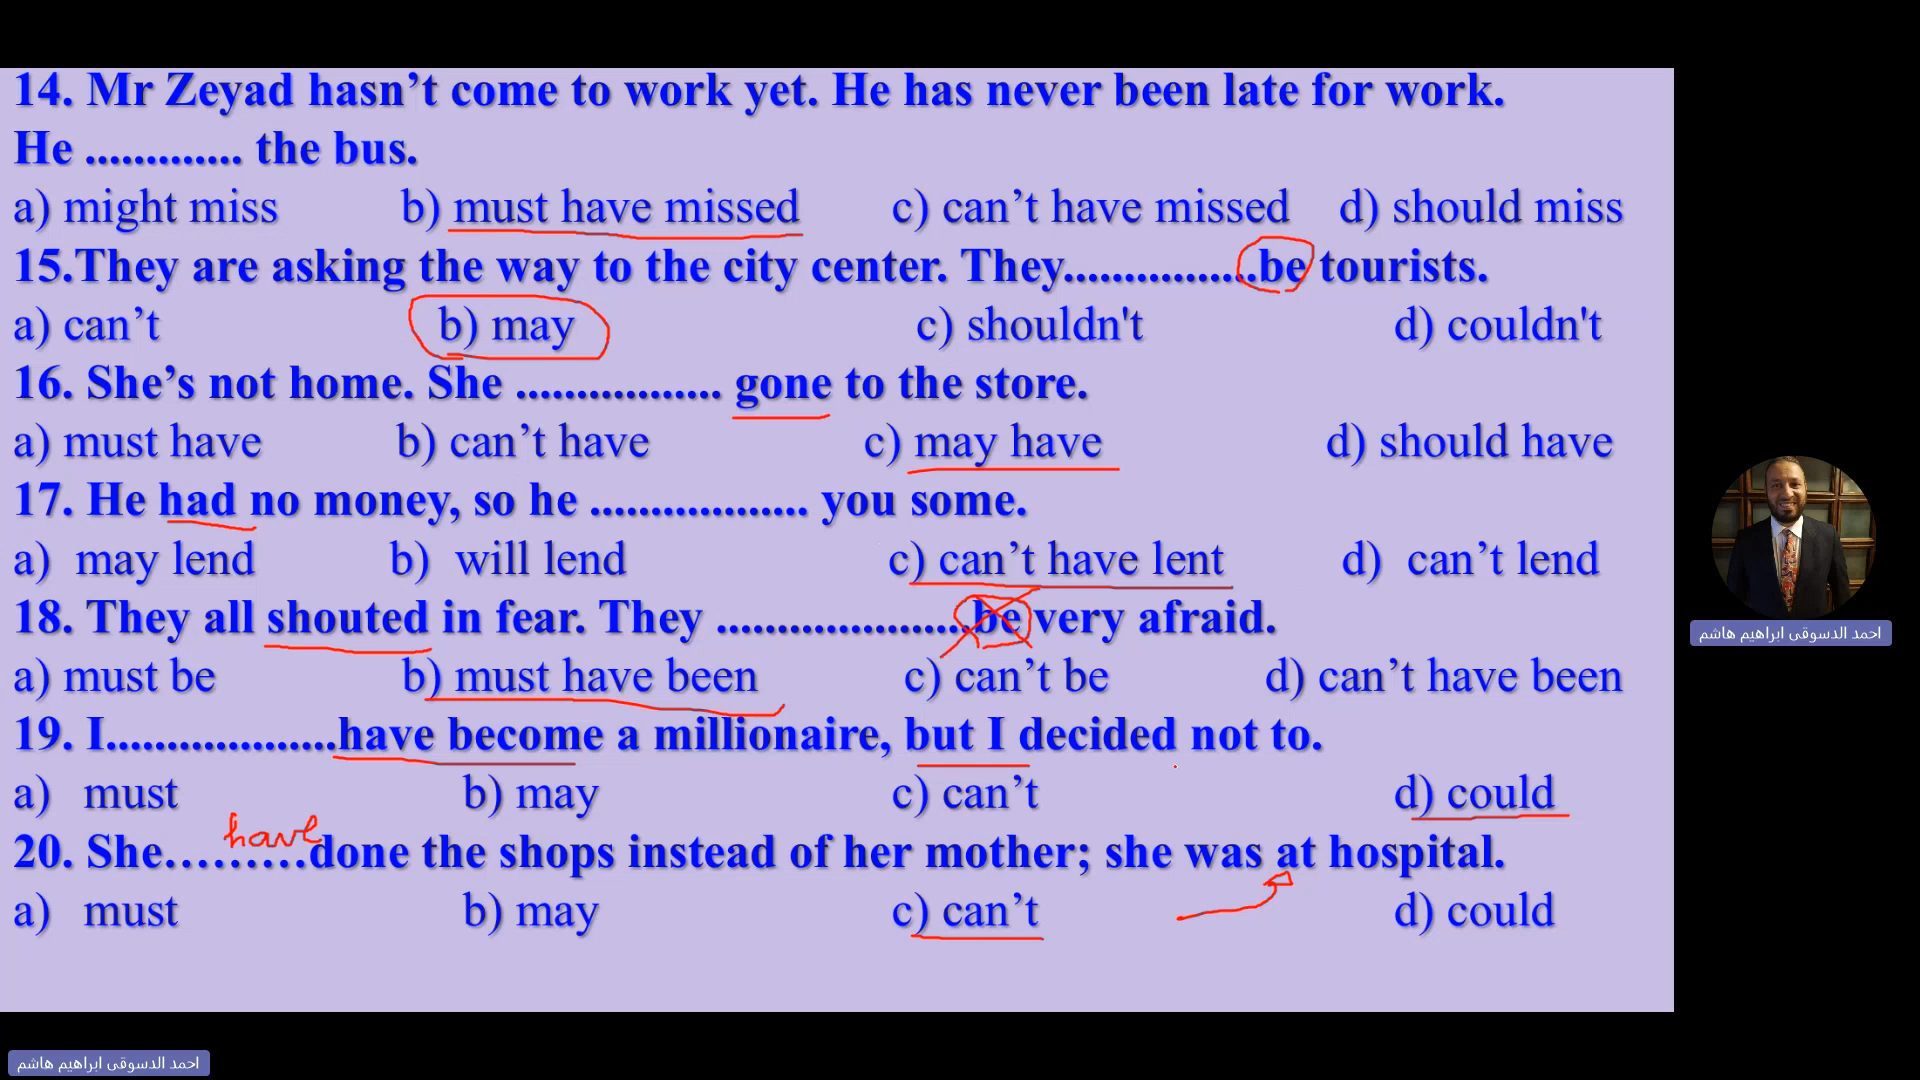 14. Mr Zeyad hasn’t come to work yet. He has never been late for work.
He ............. the bus.
a) might miss b) must have missed c) can’t have missed d) should miss
15.They are asking the way to the city center. They................be tourists.
a) can’t b) may c) shouldn't d) couldn't
16. She’s not home. She ................. gone to the store.
a) must have b) can’t have c) may have d) should have
17. He had no money, so he .................. you some.
a) may lend b) will lend c) can’t have lent d) can’t lend
18. They all shouted in fear. They .....................be very afraid.
a) must be b) must have been c) can’t be d) can’t have been
19. I...................have become a millionaire, but I decided not to.
a) must b) may c) can’t d) could
have
20. She………done the shops instead of her mother; she was at hospital.
a) must b) may c) can’t d) could
احمد الدسوقى ابراهيم هاشم
احمد الدسوقى ابراهيم هاشم